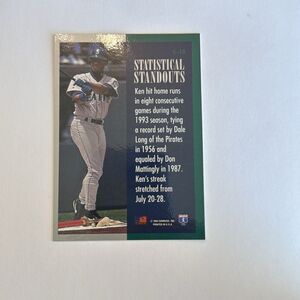 STATISTICAL
STANDOUTS
Ken hit home runs
in eight consecutive
games during the
1993 season, tying
a record set by Dale
Long of the Pirates
in 1956 and
equaled by Don
Mattingly in 1987.
Ken's streak
stretched from
July 20-28.
PRINTED IN U.S.A.